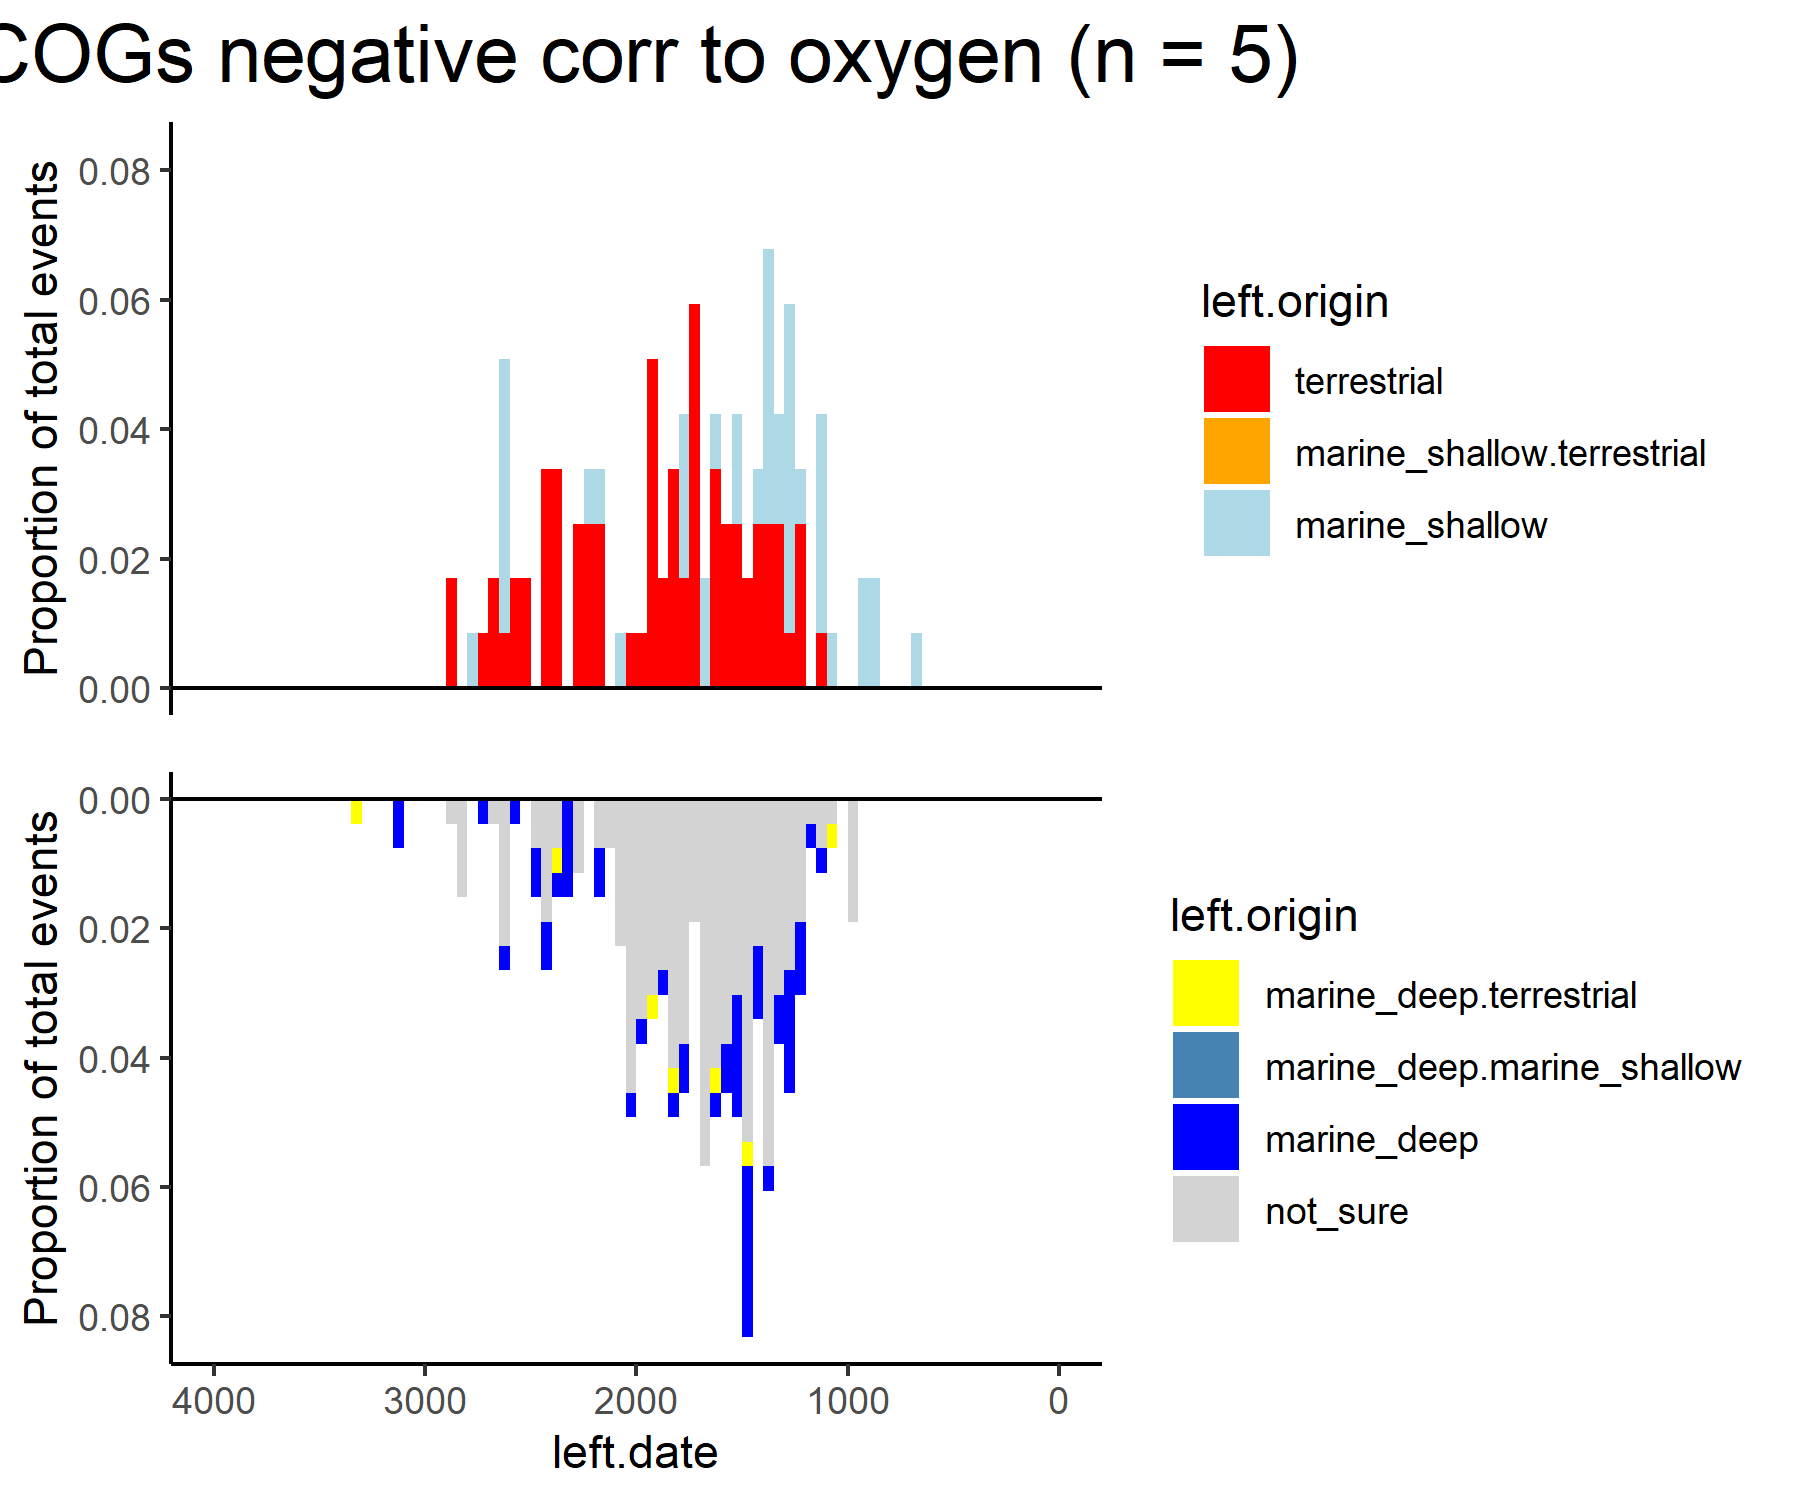 COGs negative corr to oxygen (n = 5)
Proportion of total events
0.08
0.06
0.04
0.02
0.00
left.origin
terrestrial
marine_shallow.terrestrial
marine_shallow
Proportion of total events
0.00
0.02
0.04
0.06
0.08
4000 3000 2000 1000 0
left.date
left.origin
marine_deep.terrestrial
marine_deep.marine_shallow
marine_deep
not_sure